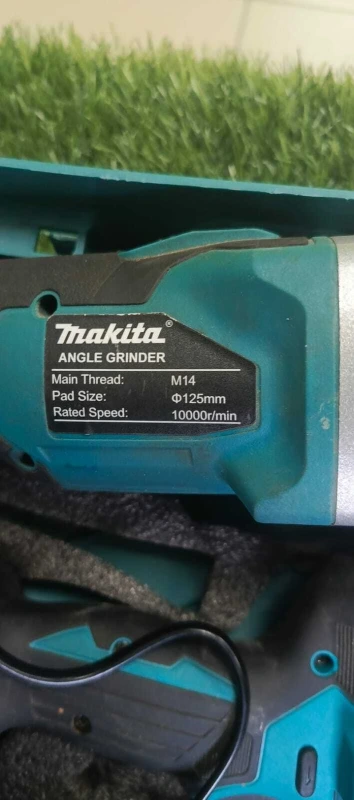 makita®
ANGLE GRINDER
Main Thread: M14
Pad Size: Φ125mm
Rated Speed: 10000r/min